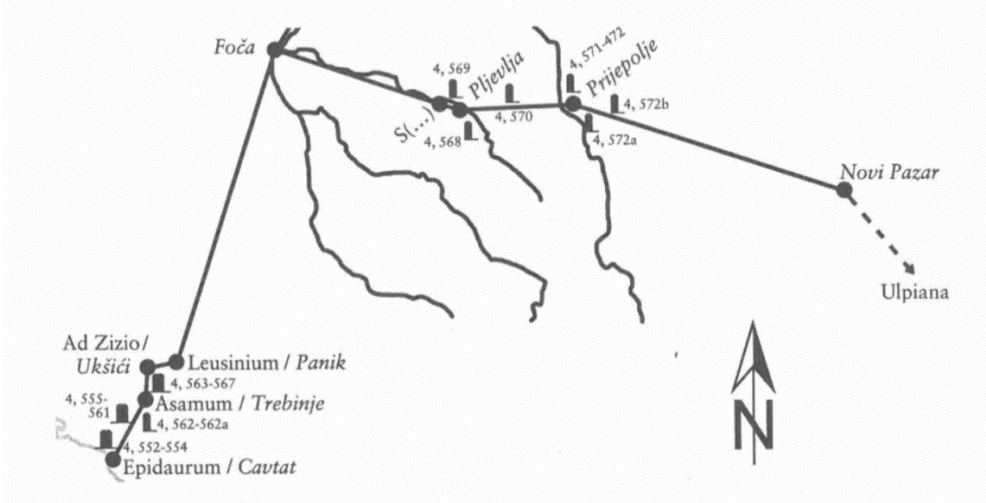 Foča
4, 569
Pljevlja
4, 571-472
Prijepolje
S(...)
4, 568
4, 570
4, 572b
4, 572a
Novi Pazar
Ulpiana
Ad Zizio/
Ukšići
Leusinium / Panik
4, 563-567
4, 555-
561
Asamum / Trebinje
4, 562-562a
4, 552-554
Epidaurum / Cavtat
N